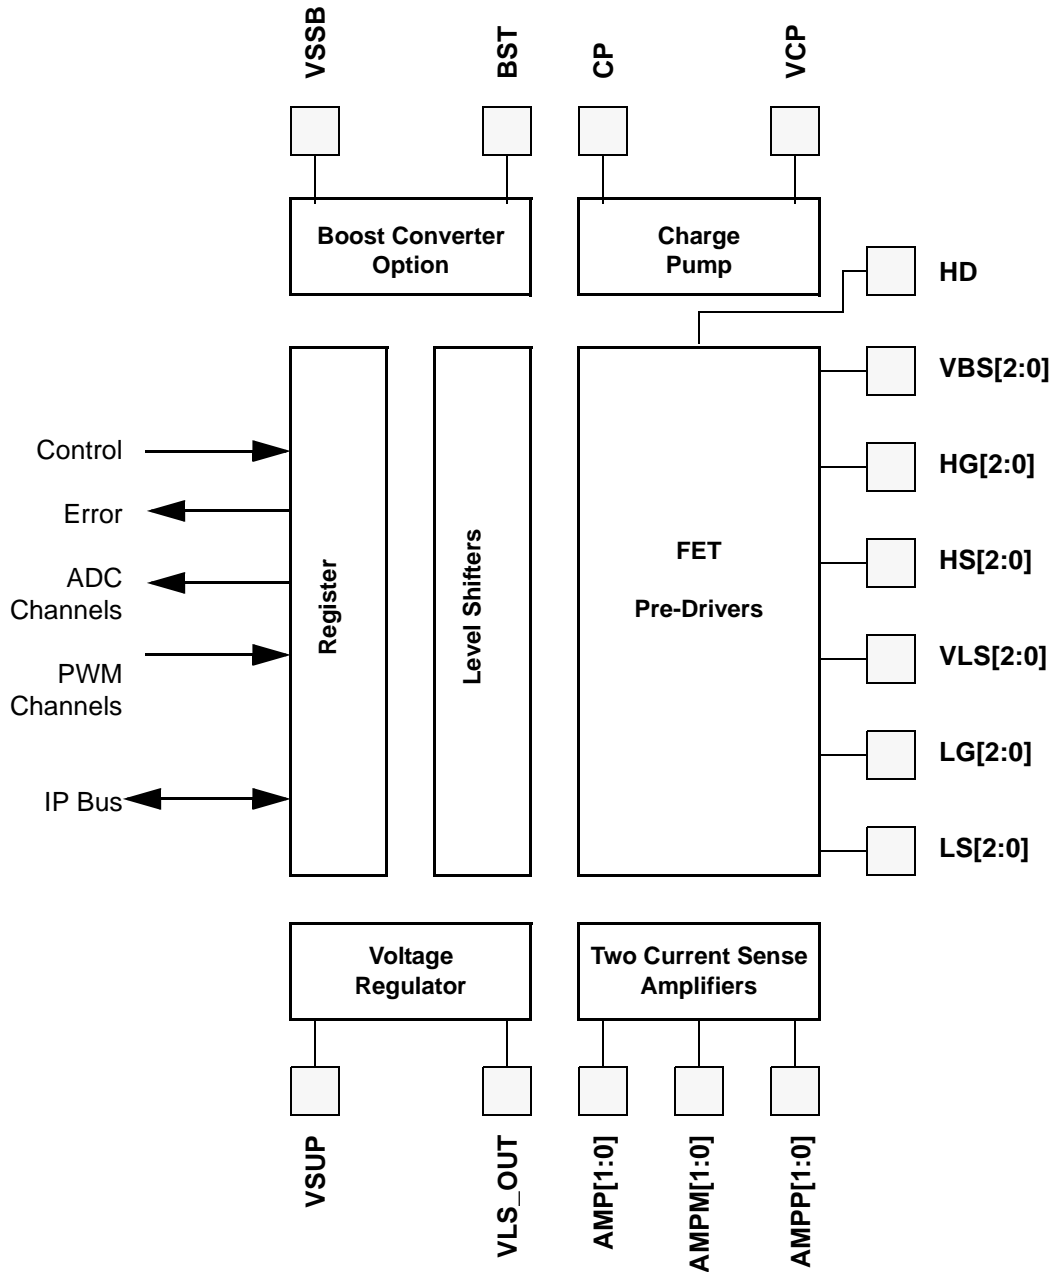 VSSB
BST
CP
VCP
Boost Converter
Option
Charge
Pump
HD
VBS[2:0]
HG[2:0]
HS[2:0]
VLS[2:0]
LG[2:0]
LS[2:0]
Control
Error
ADC
Channels
PWM
Channels
IP Bus
Register
Level Shifters
FET
Pre-Drivers
Voltage
Regulator
Two Current Sense
Amplifiers
VSUP
VLS_OUT
AMP[1:0]
AMPM[1:0]
AMPP[1:0]